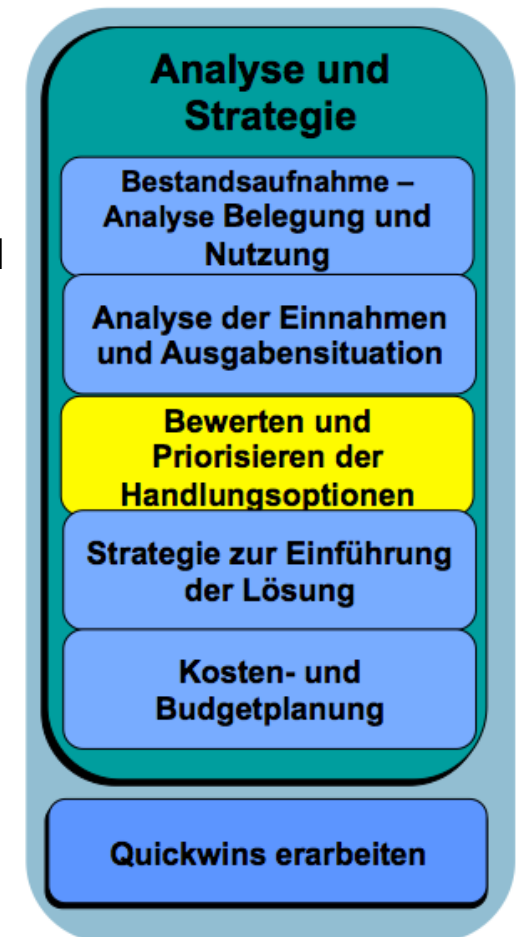 Analyse und
Strategie
Bestandsaufnahme –
Analyse Belegung und
Nutzung
Analyse der Einnahmen
und Ausgabensituation
Bewerten und
Priorisieren der
Handlungsoptionen
Strategie zur Einführung
der Lösung
Kosten- und
Budgetplanung
Quickwins erarbeiten